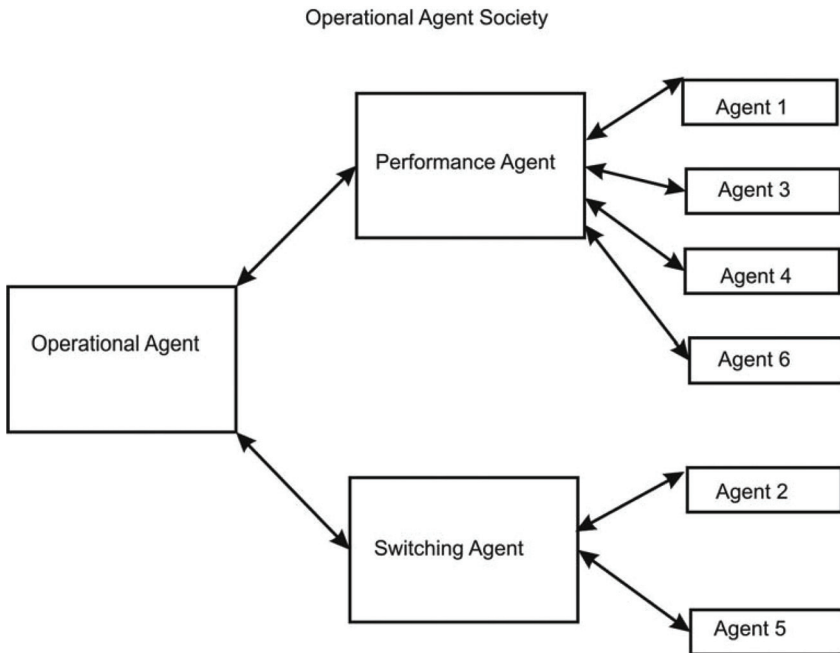 Operational Agent Society
Agent 1
Performance Agent
Agent 3
Agent 4
Operational Agent
Agent 6
Agent 2
Switching Agent
Agent 5